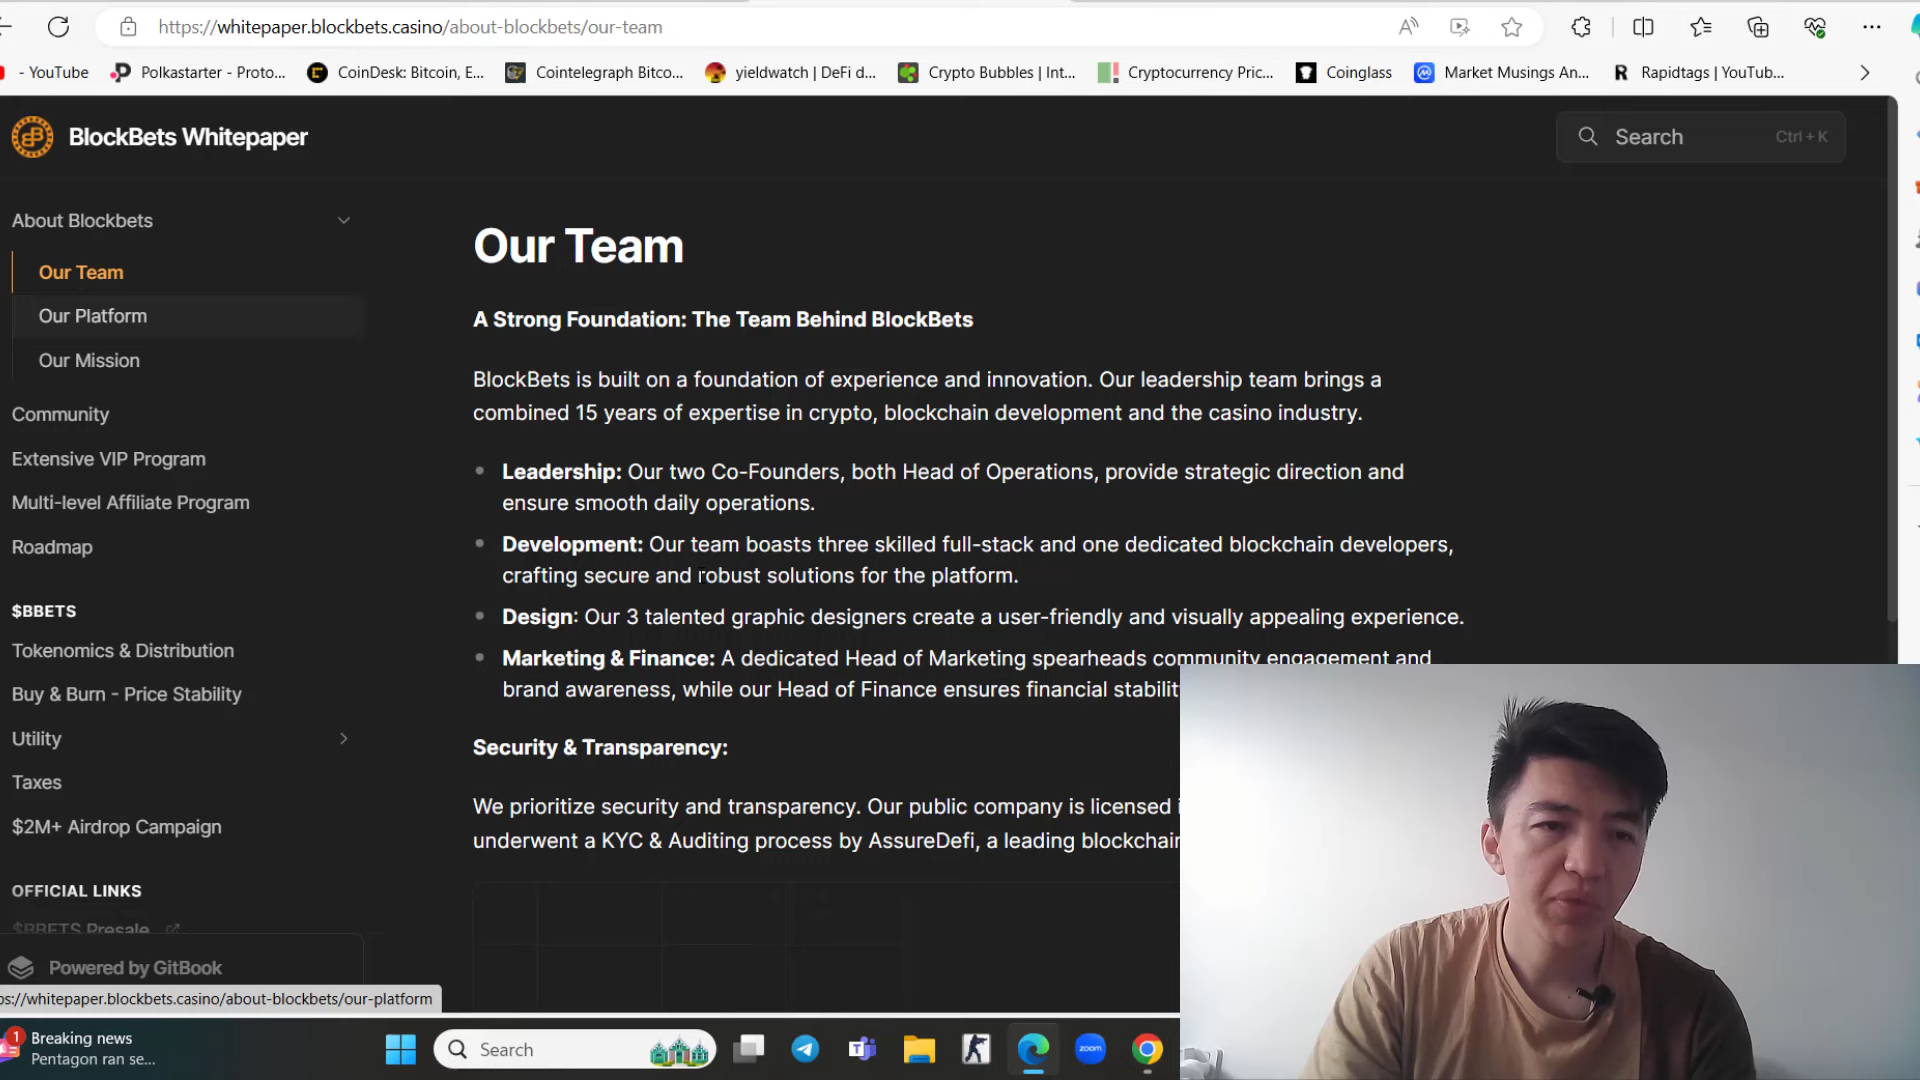 https://whitepaper.blockbets.casino/about-blockbets/our-team
- YouTube
Polkastarter - Proto...
CoinDesk: Bitcoin, E...
Cointelegraph Bitco...
yieldwatch | DeFi d...
Crypto Bubbles | Int...
Cryptocurrency Pric...
Coinglass
Market Musings An...
Rapidtags | YouTub...
BlockBets Whitepaper
Search
Ctrl + K
About Blockbets
Our Team
Our Platform
Our Mission
Community
Extensive VIP Program
Multi-level Affiliate Program
Roadmap
$BBETS
Tokenomics & Distribution
Buy & Burn - Price Stability
Utility
Taxes
$2M+ Airdrop Campaign
OFFICIAL LINKS
$BBETS Presale
Powered by GitBook
Our Team
A Strong Foundation: The Team Behind BlockBets
BlockBets is built on a foundation of experience and innovation. Our leadership team brings a
combined 15 years of expertise in crypto, blockchain development and the casino industry.
Leadership: Our two Co-Founders, both Head of Operations, provide strategic direction and
ensure smooth daily operations.
Development: Our team boasts three skilled full-stack and one dedicated blockchain developers,
crafting secure and robust solutions for the platform.
Design: Our 3 talented graphic designers create a user-friendly and visually appealing experience.
Marketing & Finance: A dedicated Head of Marketing spearheads community engagement and
brand awareness, while our Head of Finance ensures financial stabilit
Security & Transparency:
We prioritize security and transparency. Our public company is licensed i
underwent a KYC & Auditing process by AssureDefi, a leading blockchain
ps://whitepaper.blockbets.casino/about-blockbets/our-platform
1
Breaking news
Pentagon ran se...
Search
zoom